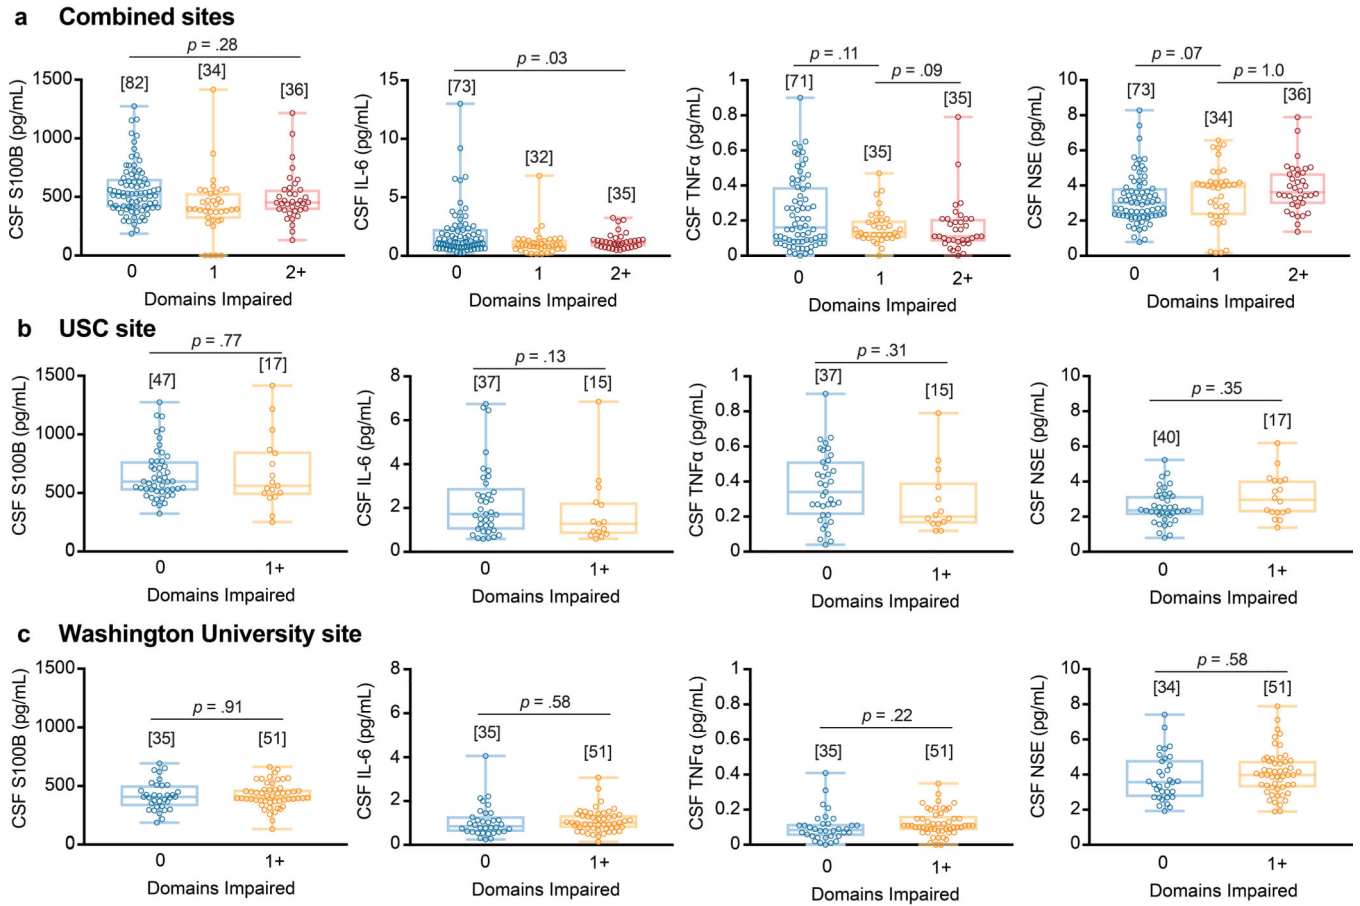 a Combined sites
CSF S100B (pg/mL)
1500
1000
500
0
p = .28
[82]
[34]
[36]
0 1 2+
Domains Impaired
CSF IL-6 (pg/mL)
15
10
5
0
p = .03
[73]
[32]
[35]
0 1 2+
Domains Impaired
CSF TNFα (pg/mL)
1
0.8
0.6
0.4
0.2
0
p = .11
p = .09
[71]
[35]
[35]
0 1 2+
Domains Impaired
CSF NSE (pg/mL)
10
8
6
4
2
0
p = .07
p = 1.0
[73]
[34]
[36]
0 1 2+
Domains Impaired
b USC site
CSF S100B (pg/mL)
1500
1000
500
0
p = .77
[47]
[17]
0 1+
Domains Impaired
CSF IL-6 (pg/mL)
8
6
4
2
0
p = .13
[37]
[15]
0 1+
Domains Impaired
CSF TNFα (pg/mL)
1
0.8
0.6
0.4
0.2
0
p = .31
[37]
[15]
0 1+
Domains Impaired
CSF NSE (pg/mL)
10
8
6
4
2
0
p = .35
[40]
[17]
0 1+
Domains Impaired
c Washington University site
CSF S100B (pg/mL)
1500
1000
500
0
p = .91
[35]
[51]
0 1+
Domains Impaired
CSF IL-6 (pg/mL)
8
6
4
2
0
p = .58
[35]
[51]
0 1+
Domains Impaired
CSF TNFα (pg/mL)
1
0.8
0.6
0.4
0.2
0
p = .22
[35]
[51]
0 1+
Domains Impaired
CSF NSE (pg/mL)
10
8
6
4
2
0
p = .58
[34]
[51]
0 1+
Domains Impaired